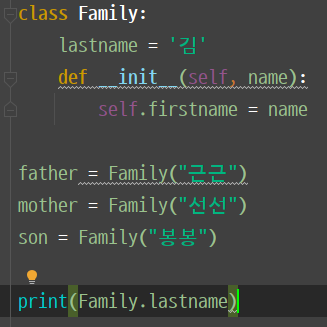 class Family:
    lastname = '김'
    def __init__(self, name):
        self.firstname = name
father = Family("근근")
mother = Family("선선")
son = Family("봉봉")
print(Family.lastname)